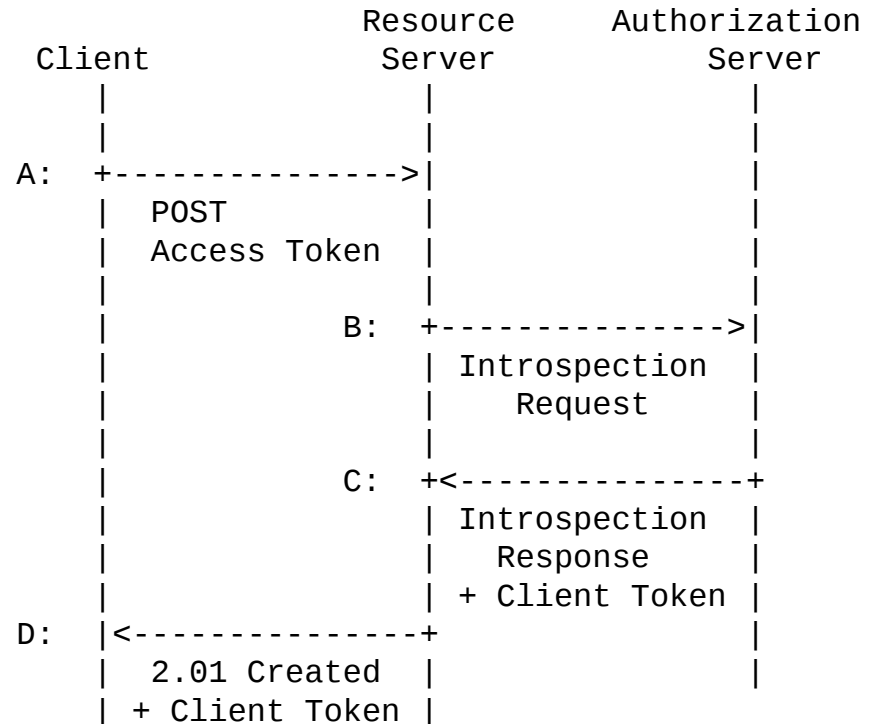 Resource     Authorization
 Client            Server           Server
    |                |                |
    |                |                |
A:  +--------------->|                |
    |  POST          |                |
    |  Access Token  |                |
    |                |                |
    |            B:  +--------------->|
    |                | Introspection  |
    |                |    Request     |
    |                |                |
    |            C:  +<---------------+
    |                | Introspection  |
    |                |   Response     |
    |                | + Client Token |
D:  |<---------------+                |
    |  2.01 Created  |                |
    | + Client Token |